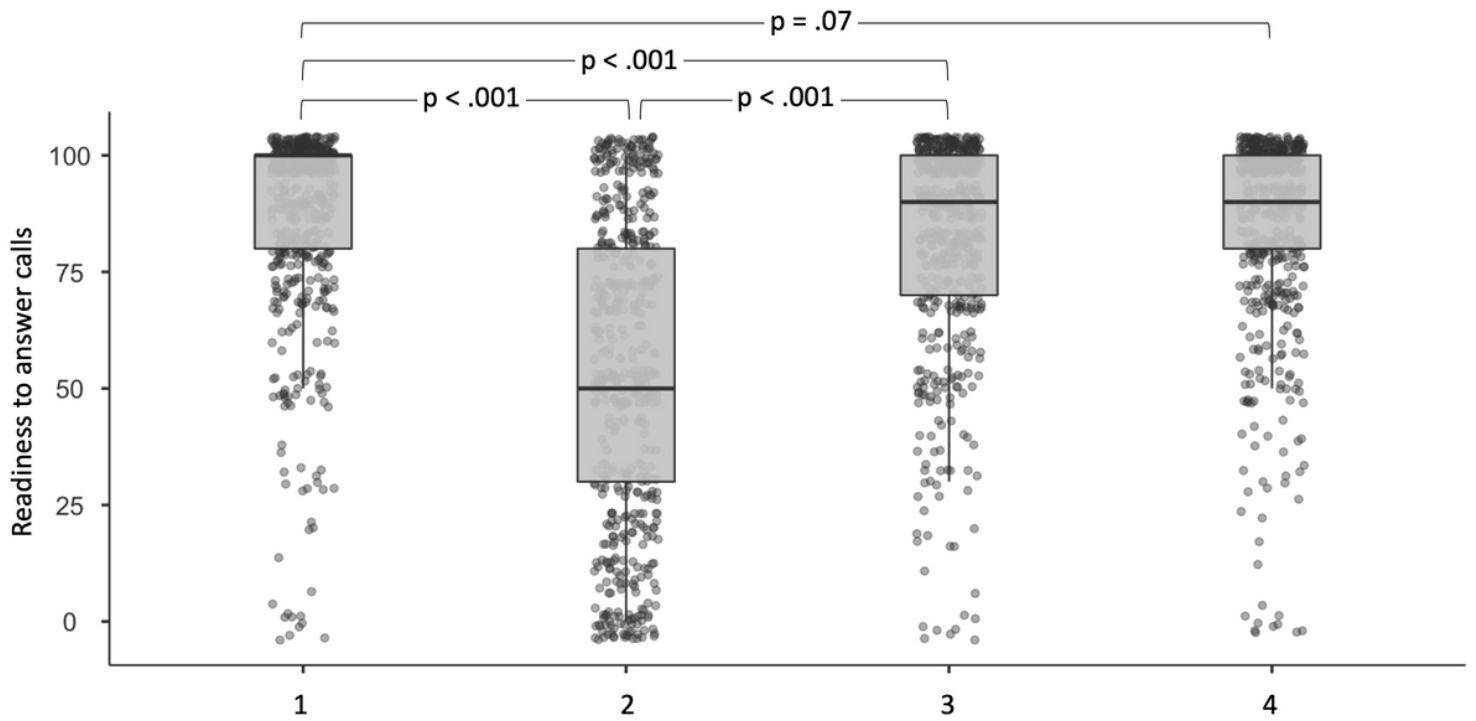 p = .07
p < .001
p < .001
p < .001
100
75
50
25
0
Readiness to answer calls
1
2
3
4